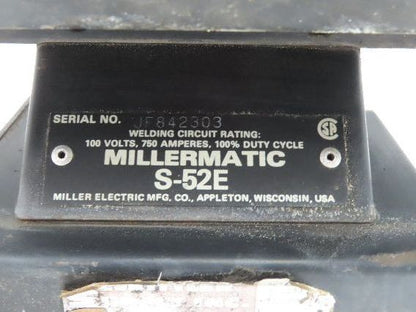 SERIAL NO. JF842303
WELDING CIRCUIT RATING:
100 VOLTS, 750 AMPERES, 100% DUTY CYCLE
MILLERMATIC
S-52E
MILLER ELECTRIC MFG. CO., APPLETON, WISCONSIN, USA